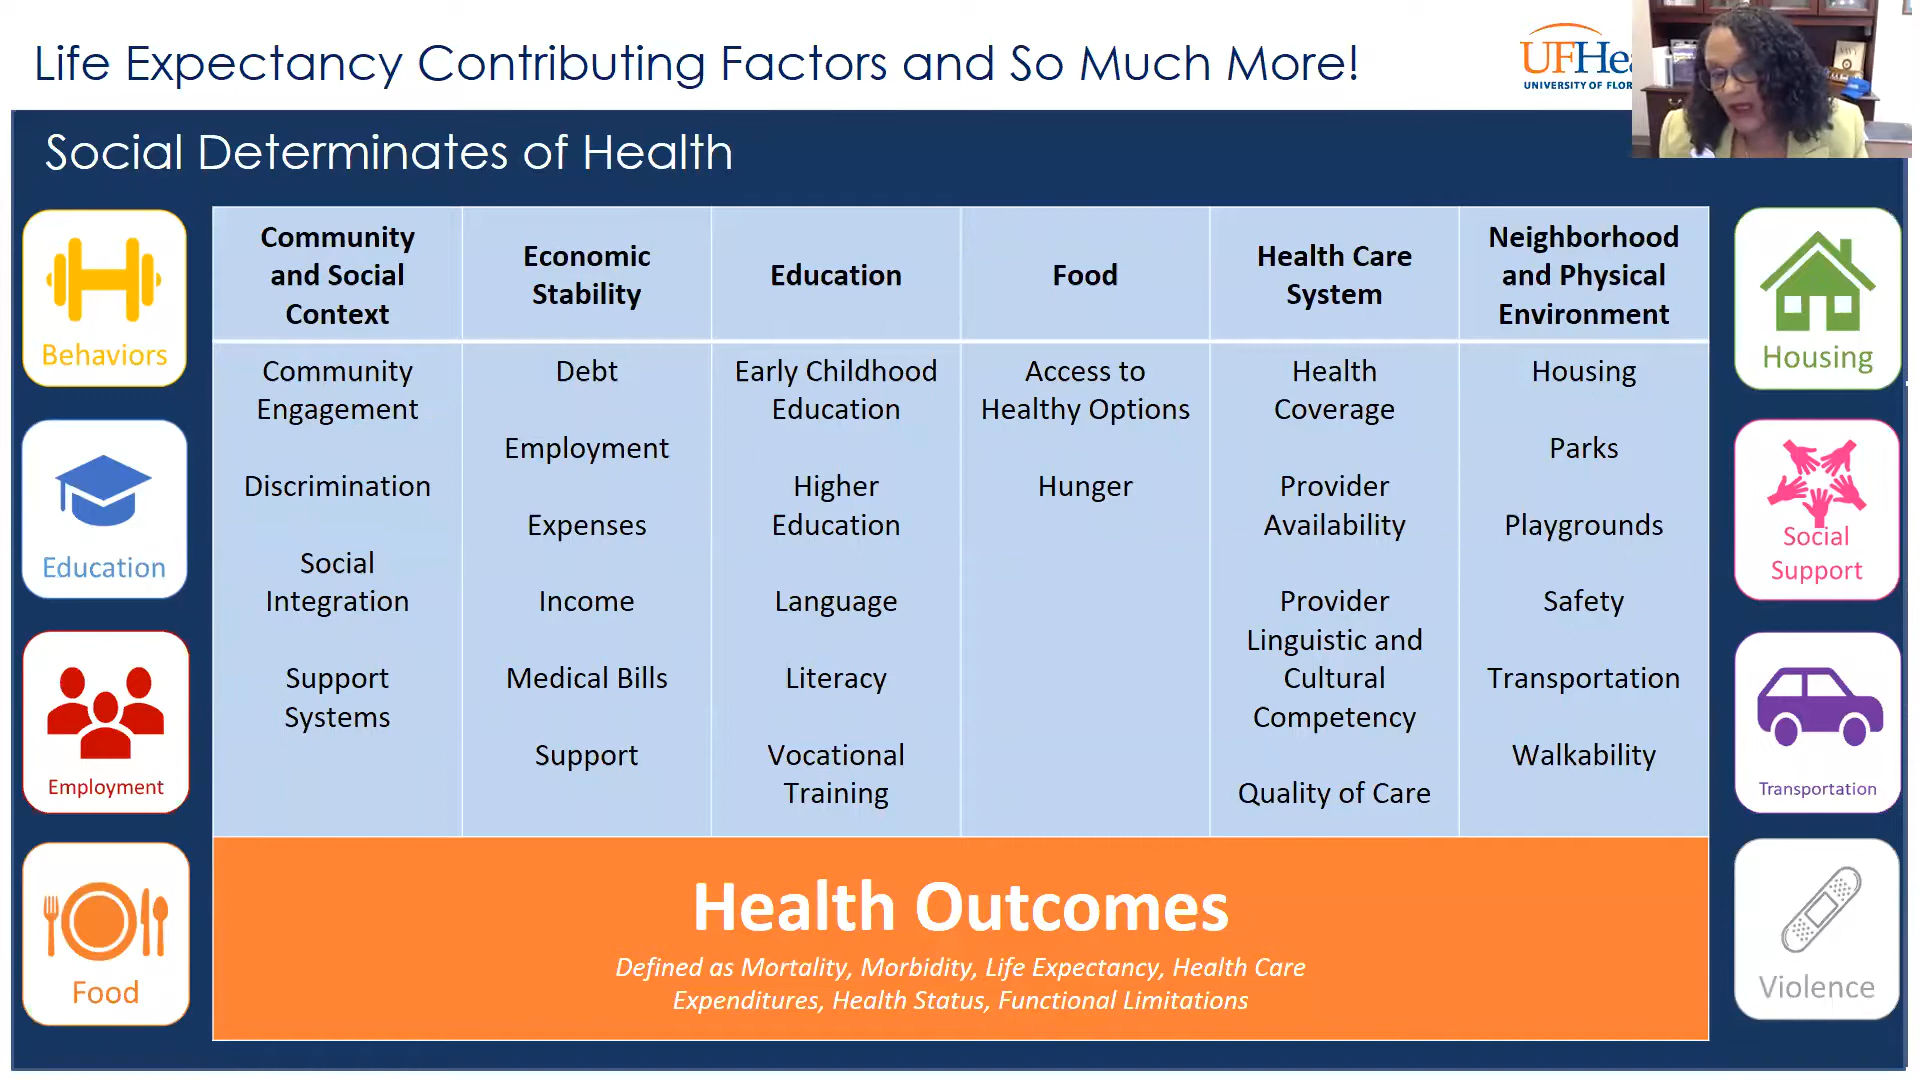 Life Expectancy Contributing Factors and So Much More!
UFHea
UNIVERSITY OF FLOR
Social Determinates of Health
Behaviors
Education
Employment
Food
Community
and Social
Context
Community
Engagement
Discrimination
Social
Integration
Support
Systems
Economic
Stability
Debt
Employment
Expenses
Income
Medical Bills
Support
Education
Early Childhood
Education
Higher
Education
Language
Literacy
Vocational
Training
Food
Access to
Healthy Options
Hunger
Health Care
System
Health
Coverage
Provider
Availability
Provider
Linguistic and
Cultural
Competency
Quality of Care
Neighborhood
and Physical
Environment
Housing
Parks
Playgrounds
Safety
Transportation
Walkability
Housing
Social
Support
Transportation
Violence
Health Outcomes
Defined as Mortality, Morbidity, Life Expectancy, Health Care
Expenditures, Health Status, Functional Limitations